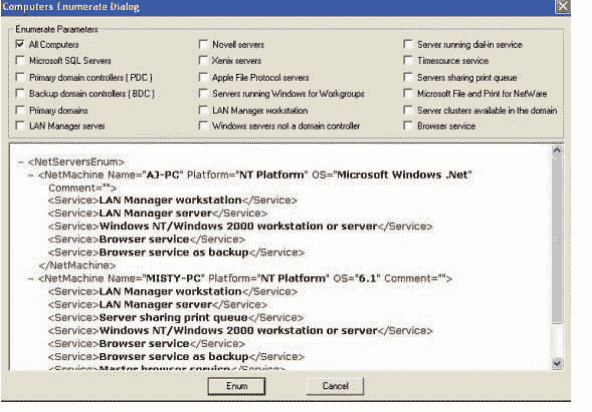 Computers Enumerate Dialog
Enumerate Parameters
All Computers
Microsoft SQL Servers
Primary domain controllers ( PDC )
Backup domain controllers ( BDC )
Primary domains
LAN Manager server
Novell servers
Xenix servers
Apple File Protocol servers
Servers running Windows for Workgroups
LAN Manager workstation
Windows servers not a domain controller
Server running dial-in service
Timesource service
Servers sharing print queue
Microsoft File and Print for NetWare
Server clusters available in the domain
Browser service
- <NetServersEnum>
- <NetMachine Name="AJ-PC" Platform="NT Platform" OS="Microsoft Windows .Net"
Comment="">
<Service>LAN Manager workstation</Service>
<Service>LAN Manager server</Service>
<Service>Windows NT/Windows 2000 workstation or server</Service>
<Service>Browser service</Service>
<Service>Browser service as backup</Service>
</NetMachine>
- <NetMachine Name="MISTY-PC" Platform="NT Platform" OS="6.1" Comment="">
<Service>LAN Manager workstation</Service>
<Service>LAN Manager server</Service>
<Service>Server sharing print queue</Service>
<Service>Windows NT/Windows 2000 workstation or server</Service>
<Service>Browser service</Service>
<Service>Browser service as backup</Service>
<Service>Master browser service</Service>
Enum
Cancel